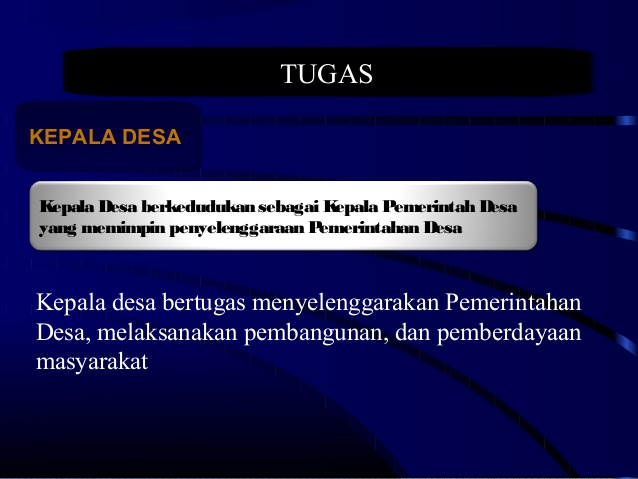 TUGAS
KEPALA DESA
Kepala Desa berkedudukan sebagai Kepala Pemerintah Desa
yang memimpin penyelenggaraan Pemerintahan Desa
Kepala desa bertugas menyelenggarakan Pemerintahan
Desa, melaksanakan pembangunan, dan pemberdayaan
masyarakat